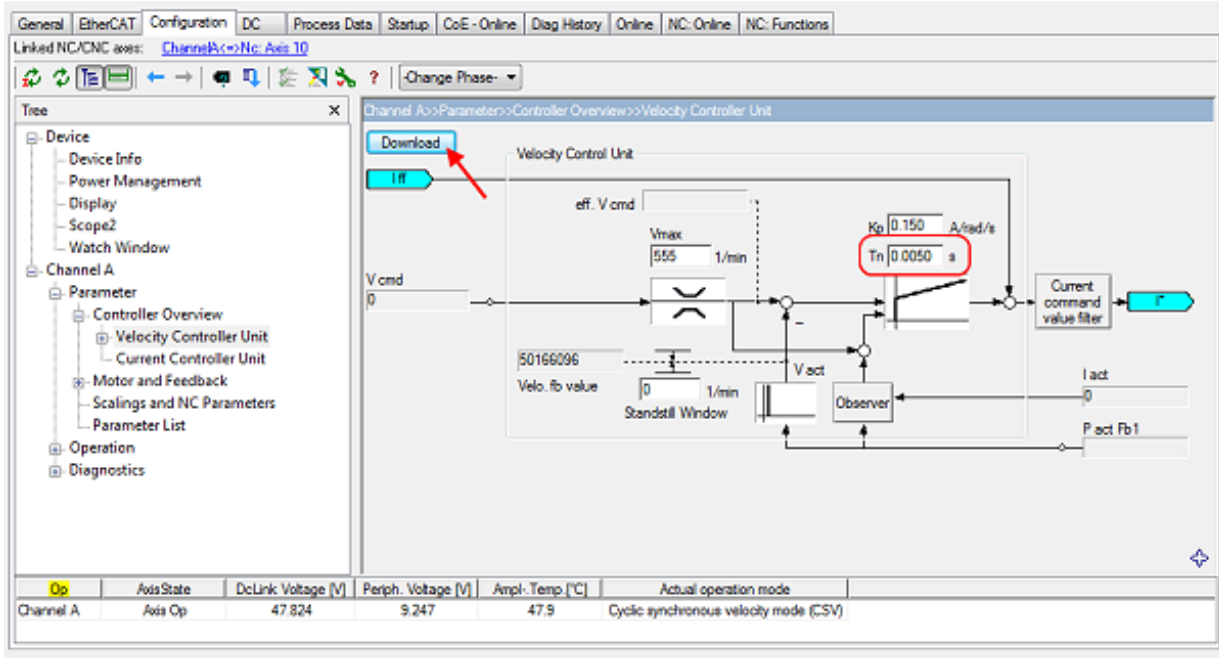 General EtherCAT Configuration DC Process Data Startup CoE - Online Diag History Online NC: Online NC: Functions
Linked NC/CNC axes: ChannelA<=>Nc: Axis 10
? -Change Phase-
Tree x
Channel A>>Parameter>>Controller Overview>>Velocity Controller Unit
Device
Device Info
Power Management
Display
Scope2
Watch Window
Channel A
Parameter
Controller Overview
Velocity Controller Unit
Current Controller Unit
Motor and Feedback
Scalings and NC Parameters
Parameter List
Operation
Diagnostics
Download
Velocity Control Unit
I ff
eff. V cmd
Kp 0.150 A/rad/s
Vmax
555 1/min
Tn 0.0050 s
V cmd
0
Current
command
value filter
I*
50166096
Velo. fb value
0 1/min
Standstill Window
V act
Observer
I act
0
P act Fb1
Op AxisState DcLink Voltage [V] Periph. Voltage [V] Ampl-.Temp.[°C] Actual operation mode
Channel A Axis Op 47.824 9.247 47.9 Cyclic synchronous velocity mode (CSV)